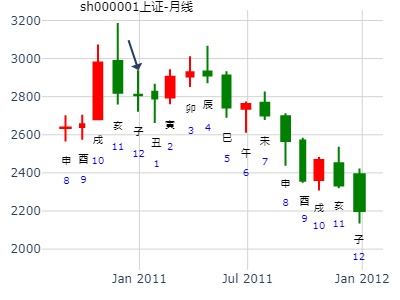 sh000001上证-月线
3200
3000
2800
2600
2400
2200
2000
申
8
酉
9
戌
10
亥
11
子
12
丑
1
寅
2
卯
3
辰
4
巳
5
午
6
未
7
申
8
酉
9
戌
10
亥
11
子
12
Jan 2011
Jul 2011
Jan 2012